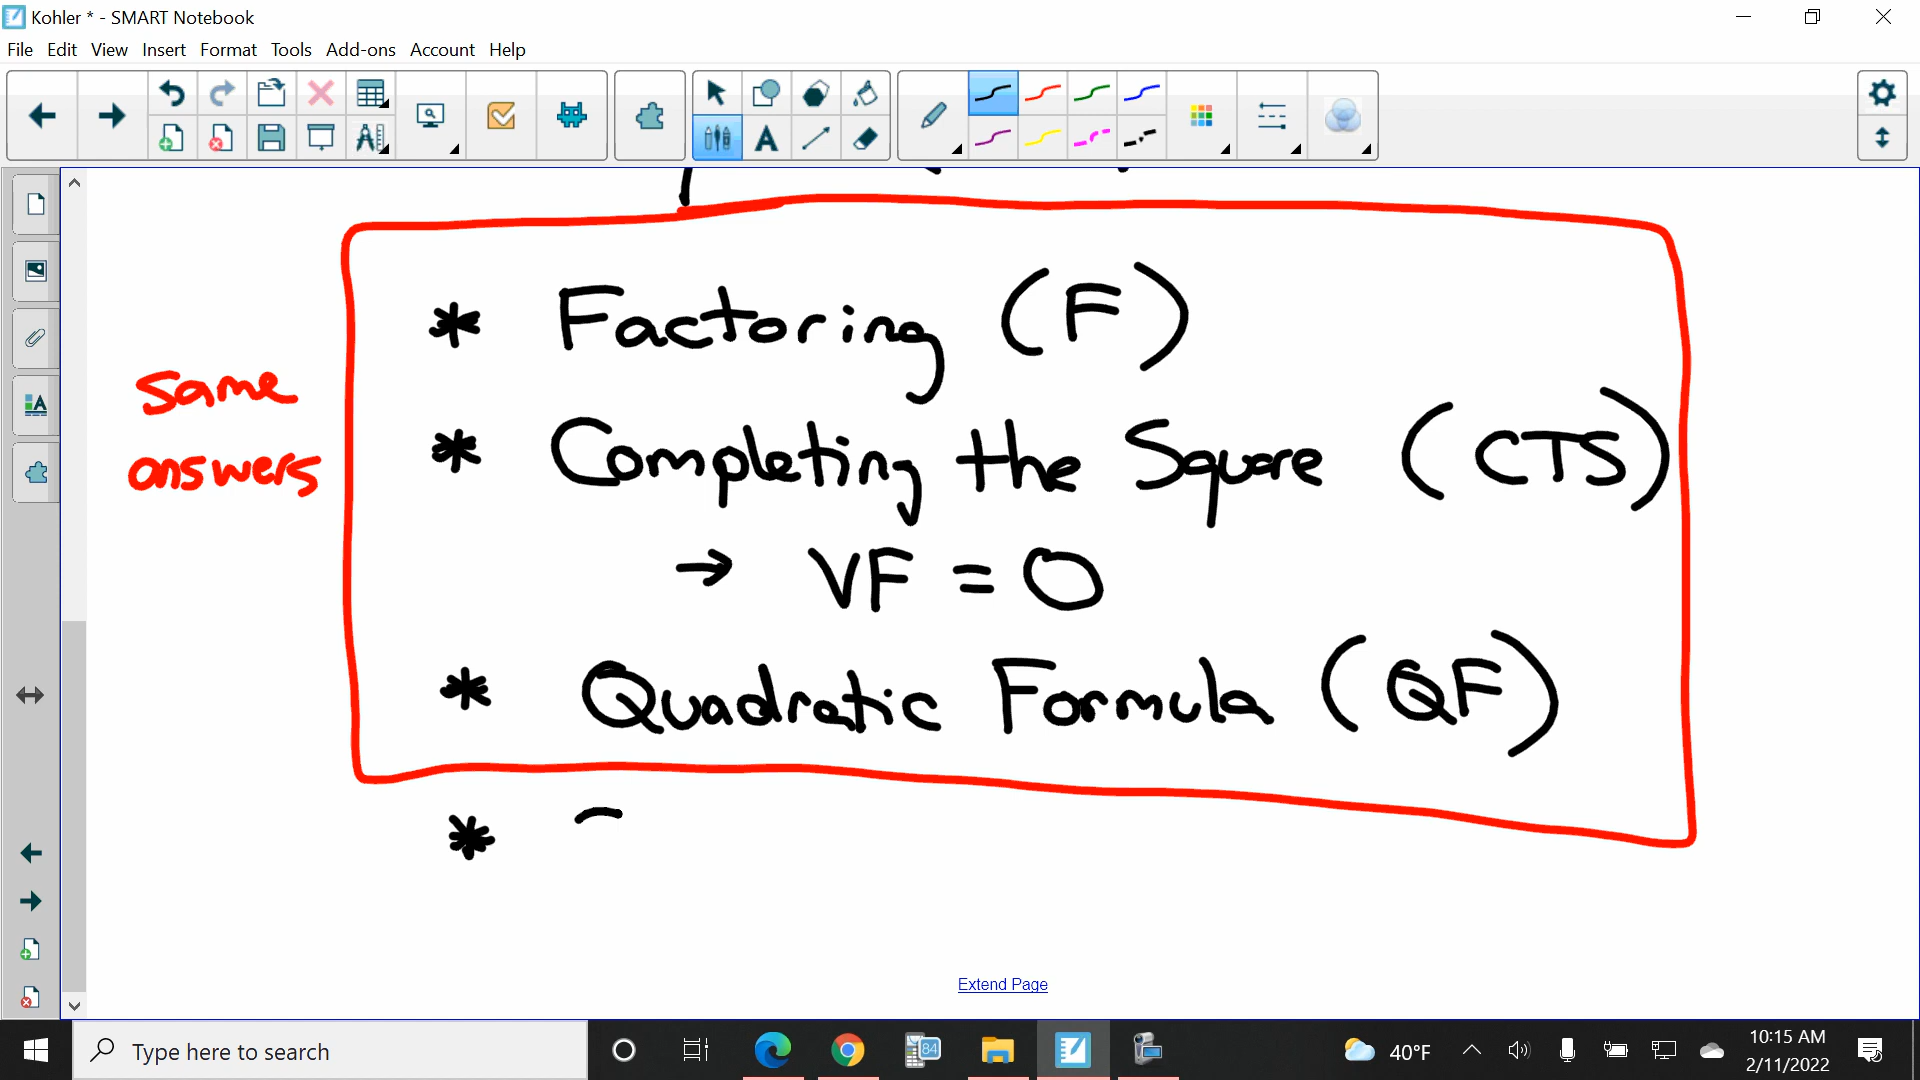 Kohler * - SMART Notebook
File Edit View Insert Format Tools Add-ons Account Help
* Factoring (F)
same
answers
* Completing the Square (CTS)
→ VF = 0
* Quadratic Formula (QF)
*
Extend Page
Type here to search
84
40°F
10:15 AM
2/11/2022